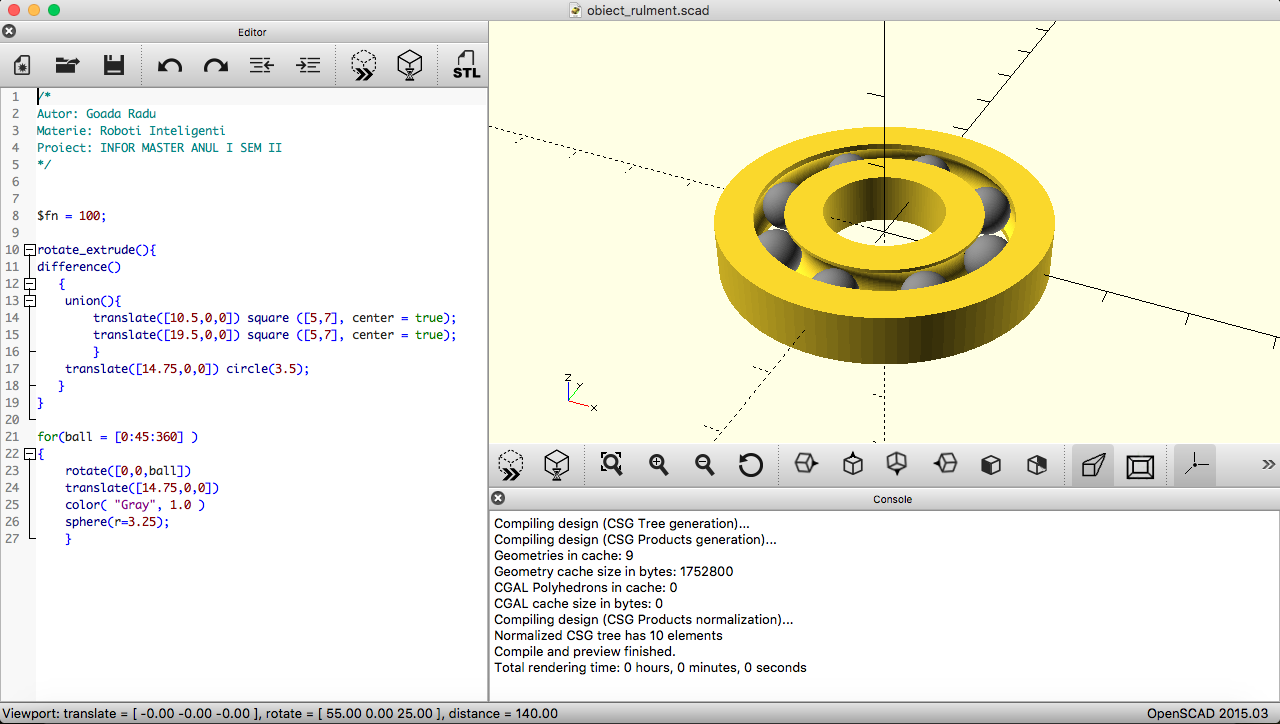 obiect_rulment.scad
Editor
STL
1 /*
2 Autor: Goada Radu
3 Materie: Roboti Inteligenti
4 Proiect: INFOR MASTER ANUL I SEM II
5 */
6
7
8 $fn = 100;
9
10 rotate_extrude(){
11 difference()
12 {
13 union(){
14 translate([10.5,0,0]) square ([5,7], center = true);
15 translate([19.5,0,0]) square ([5,7], center = true);
16 }
17 translate([14.75,0,0]) circle(3.5);
18 }
19 }
20
21 for(ball = [0:45:360] )
22 {
23 rotate([0,0,ball])
24 translate([14.75,0,0])
25 color( "Gray", 1.0 )
26 sphere(r=3.25);
27 }
Z
Y
X
Console
Compiling design (CSG Tree generation)...
Compiling design (CSG Products generation)...
Geometries in cache: 9
Geometry cache size in bytes: 1752800
CGAL Polyhedrons in cache: 0
CGAL cache size in bytes: 0
Compiling design (CSG Products normalization)...
Normalized CSG tree has 10 elements
Compile and preview finished.
Total rendering time: 0 hours, 0 minutes, 0 seconds
Viewport: translate = [ -0.00 -0.00 -0.00 ], rotate = [ 55.00 0.00 25.00 ], distance = 140.00
OpenSCAD 2015.03